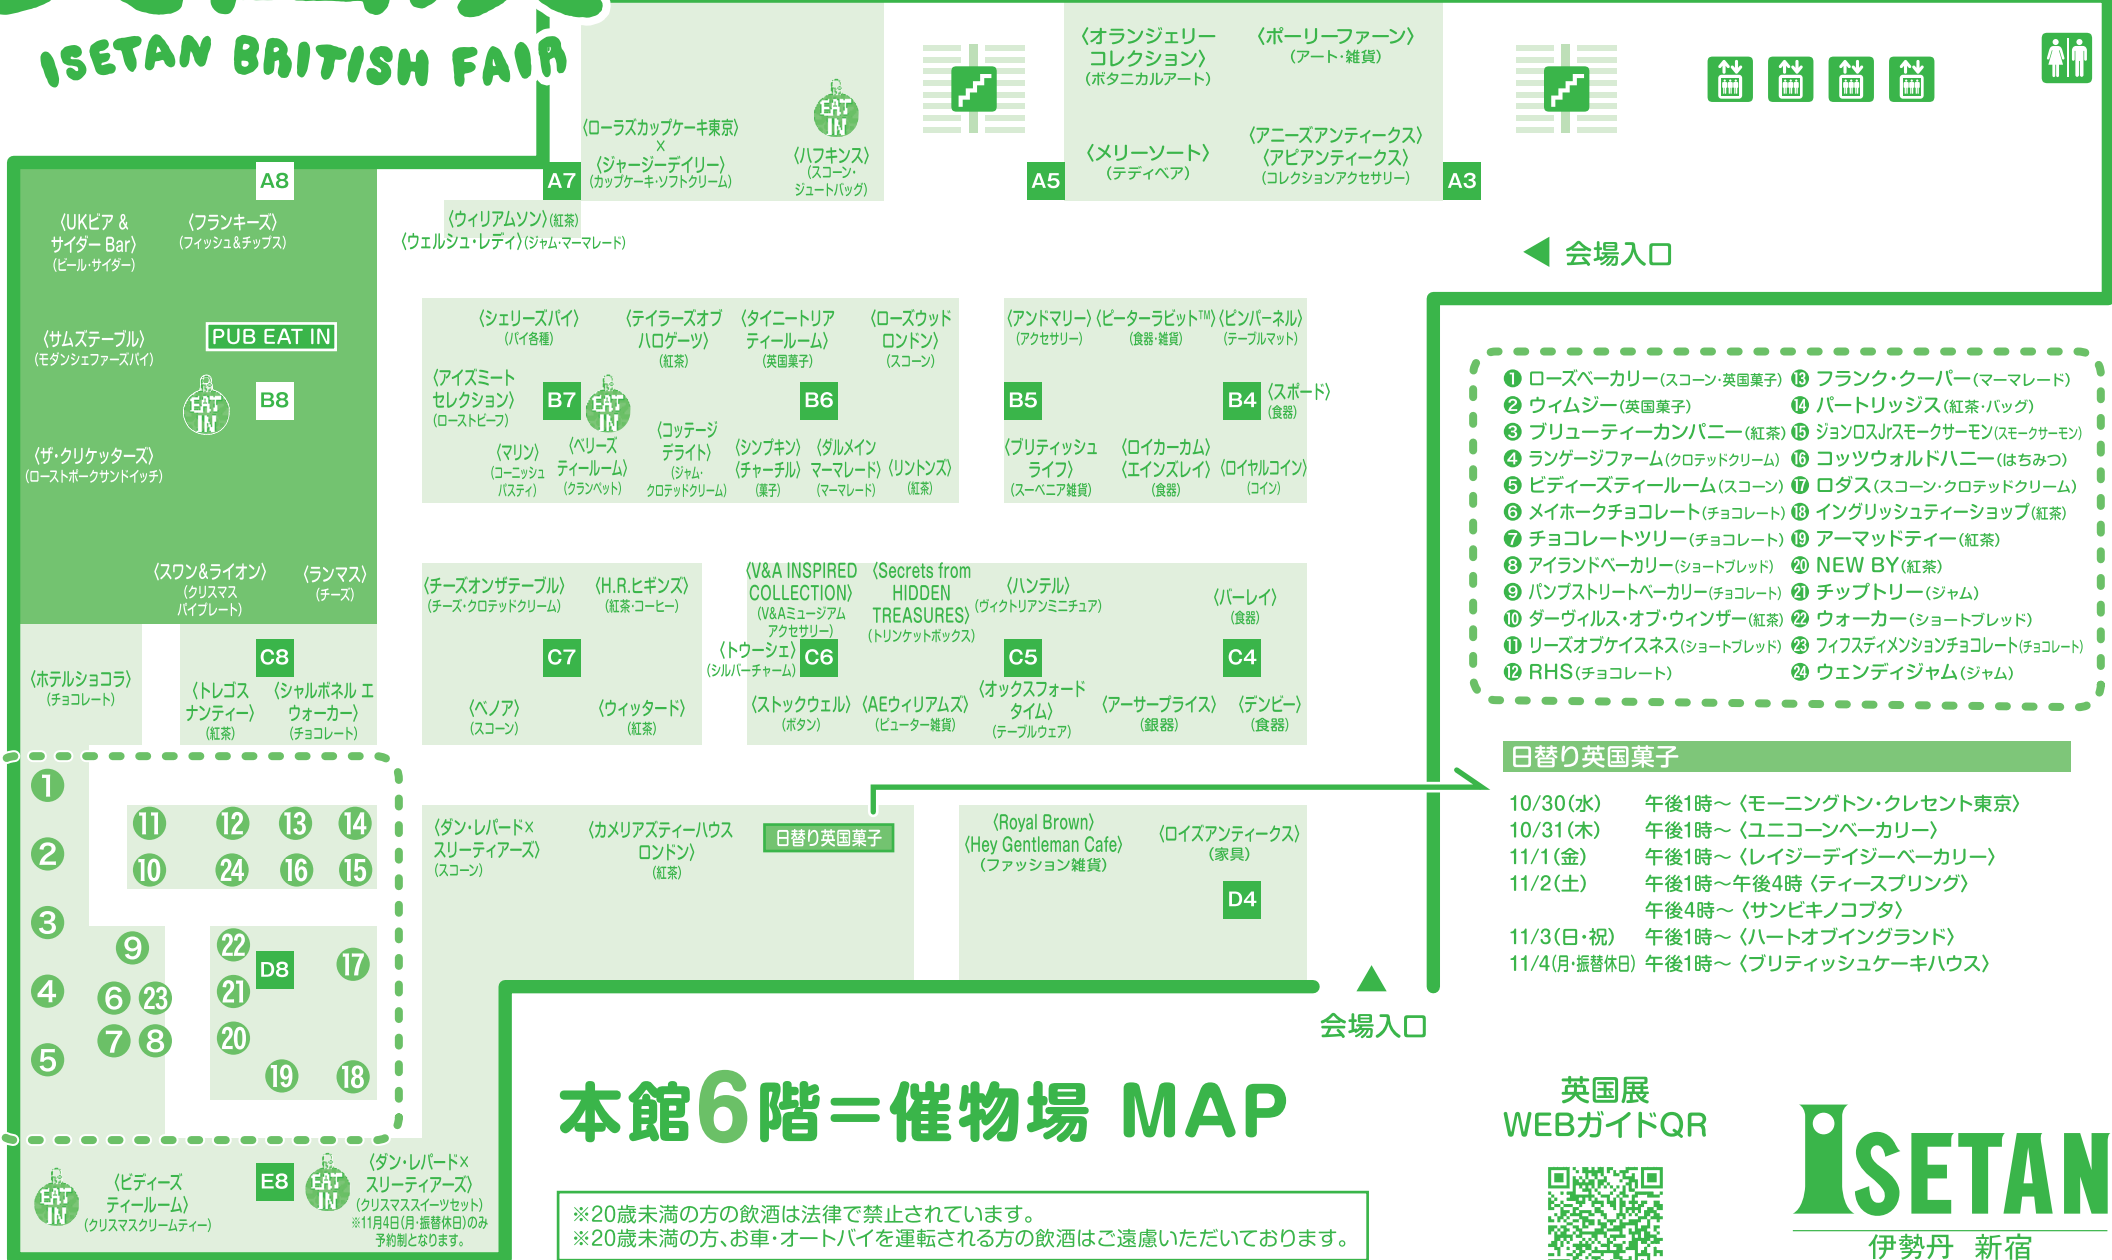 ISETAN BRITISH FAIR
〈オランジェリー
コレクション〉
(ボタニカルアート)
〈ポーリーファーン〉
(アート・雑貨)
〈メリーソート〉
(テディベア)
〈アニーズアンティークス〉
〈アピアンティークス〉
(コレクションアクセサリー)
A5
A3
〈ローラズカップケーキ東京〉
×
〈ジャージーデイリー〉
(カップケーキ・ソフトクリーム)
EAT
IN
〈ハフキンス〉
(スコーン・
ジュートバッグ)
A8
A7
〈ウィリアムソン〉(紅茶)
〈ウェルシュ・レディ〉(ジャム・マーマレード)
◀ 会場入口
〈UKビア &
サイダー Bar〉
(ビール・サイダー)
〈フランキーズ〉
(フィッシュ&チップス)
〈サムズテーブル〉
(モダンシェファーズパイ)
PUB EAT IN
EAT
IN
B8
〈ザ・クリケッターズ〉
(ローストポークサンドイッチ)
〈スワン&ライオン〉
(クリスマス
パイプレート)
〈ランマス〉
(チーズ)
〈シェリーズパイ〉
(パイ各種)
〈テイラーズオブ
ハロゲーツ〉
(紅茶)
〈タイニートリア
ティールーム〉
(英国菓子)
〈ローズウッド
ロンドン〉
(スコーン)
〈アイズミート
セレクション〉
(ローストビーフ)
B7
EAT
IN
B6
〈マリン〉
(コーニッシュ
パスティ)
〈ベリーズ
ティールーム〉
(クランペット)
〈コッテージ
デライト〉
(ジャム・
クロテッドクリーム)
〈シンプキン〉
〈チャーチル〉
(菓子)
〈ダルメイン
マーマレード〉
(マーマレード)
〈リントンズ〉
(紅茶)
〈アンドマリー〉
(アクセサリー)
〈ピーターラビット™〉
(食器・雑貨)
〈ピンパーネル〉
(テーブルマット)
B5
B4
〈スポード〉
(食器)
〈ブリティッシュ
ライフ〉
(スーベニア雑貨)
〈ロイカーカム〉
〈エインズレイ〉
(食器)
〈ロイヤルコイン〉
(コイン)
〈ホテルショコラ〉
(チョコレート)
C8
〈トレゴス
ナンティー〉
(紅茶)
〈シャルボネル エ
ウォーカー〉
(チョコレート)
〈チーズオンザテーブル〉
(チーズ・クロテッドクリーム)
〈H.R.ヒギンズ〉
(紅茶・コーヒー)
C7
〈ベノア〉
(スコーン)
〈ウィッタード〉
(紅茶)
〈V&A INSPIRED
COLLECTION〉
(V&Aミュージアム
アクセサリー)
〈Secrets from
HIDDEN
TREASURES〉
(トリンケットボックス)
〈ハンテル〉
(ヴィクトリアンミニチュア)
〈バーレイ〉
(食器)
〈トウーシェ〉
(シルバーチャーム)
C6
C5
C4
〈ストックウェル〉
(ボタン)
〈AEウィリアムズ〉
(ピューター雑貨)
〈オックスフォード
タイム〉
(テーブルウェア)
〈アーサープライス〉
(銀器)
〈デンビー〉
(食器)
1
2
3
4
5
11
12
13
14
10
24
16
15
9
6
23
7
8
22
D8
17
21
20
19
18
〈ダン・レパード×
スリーティアーズ〉
(スコーン)
〈カメリアズティーハウス
ロンドン〉
(紅茶)
日替り英国菓子
〈Royal Brown〉
〈Hey Gentleman Cafe〉
(ファッション雑貨)
〈ロイズアンティークス〉
(家具)
D4
▲
会場入口
EAT
IN
〈ビディーズ
ティールーム〉
(クリスマスクリームティー)
E8
EAT
IN
〈ダン・レパード×
スリーティアーズ〉
(クリスマススイーツセット)
※11月4日(月・振替休日)のみ
予約制となります。
❶ ローズベーカリー(スコーン・英国菓子)
❷ ウィムジー(英国菓子)
❸ ブリューティーカンパニー(紅茶)
❹ ランゲージファーム(クロテッドクリーム)
❺ ビディーズティールーム(スコーン)
❻ メイホークチョコレート(チョコレート)
❼ チョコレートツリー(チョコレート)
❽ アイランドベーカリー(ショートブレッド)
❾ パンプストリートベーカリー(チョコレート)
❿ ダーヴィルス・オブ・ウィンザー(紅茶)
⓫ リーズオブケイスネス(ショートブレッド)
⓬ RHS(チョコレート)
⓭ フランク・クーパー(マーマレード)
⓮ パートリッジス(紅茶・バッグ)
⓯ ジョンロスJrスモークサーモン(スモークサーモン)
⓰ コッツウォルドハニー(はちみつ)
⓱ ロダス(スコーン・クロテッドクリーム)
⓲ イングリッシュティーショップ(紅茶)
⓳ アーマッドティー(紅茶)
⓴ NEW BY(紅茶)
㉑ チップトリー(ジャム)
㉒ ウォーカー(ショートブレッド)
㉓ フィフスディメンションチョコレート(チョコレート)
㉔ ウェンディジャム(ジャム)
日替り英国菓子
10/30(水) 午後1時〜〈モーニングトン・クレセント東京〉
10/31(木) 午後1時〜〈ユニコーンベーカリー〉
11/1(金) 午後1時〜〈レイジーデイジーベーカリー〉
11/2(土) 午後1時〜午後4時〈ティースプリング〉
午後4時〜〈サンビキノコブタ〉
11/3(日・祝) 午後1時〜〈ハートオブイングランド〉
11/4(月・振替休日) 午後1時〜〈ブリティッシュケーキハウス〉
本館6階=催物場 MAP
※20歳未満の方の飲酒は法律で禁止されています。
※20歳未満の方、お車・オートバイを運転される方の飲酒はご遠慮いただいております。
英国展
WEBガイドQR
ISETAN
伊勢丹 新宿